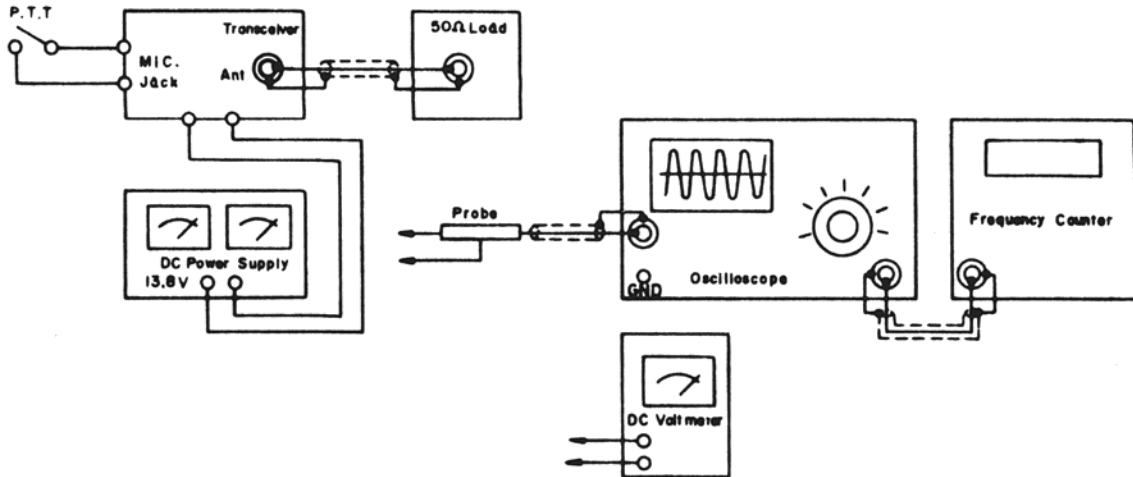 P.T.T
Transceiver
MIC.
Jack
Ant
50Ω Load
DC Power Supply
13.8V
Probe
GND
Oscilloscope
Frequency Counter
DC Voltmeter